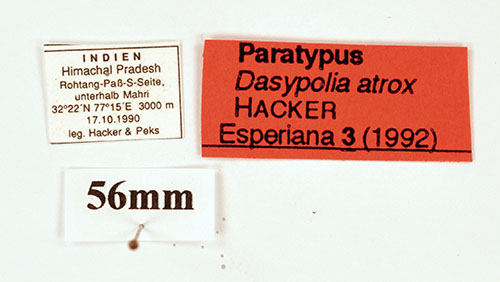 INDIEN
Himachal Pradesh
Rohtang-Paß-S-Seite,
unterhalb Mahri
32°22´N 77°15´E 3000 m
17.10.1990
leg. Hacker & Peks
Paratypus
Dasypolia atrox
HACKER
Esperiana 3 (1992)
56mm